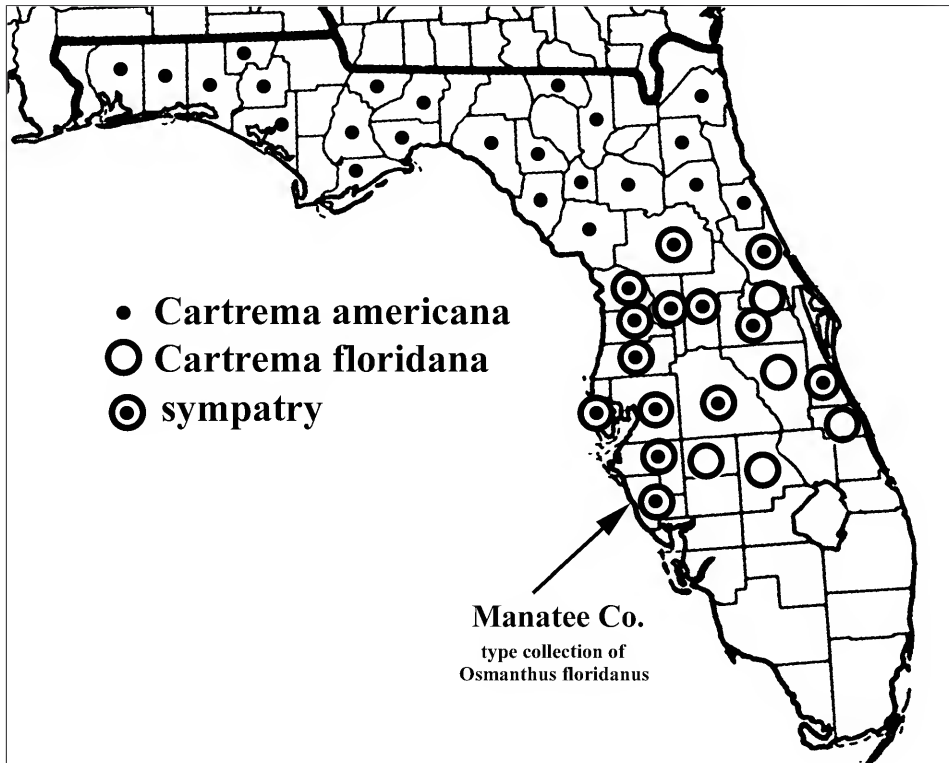 Cartrema americana
Cartrema floridana
sympatry
Manatee Co.
type collection of
Osmanthus floridanus